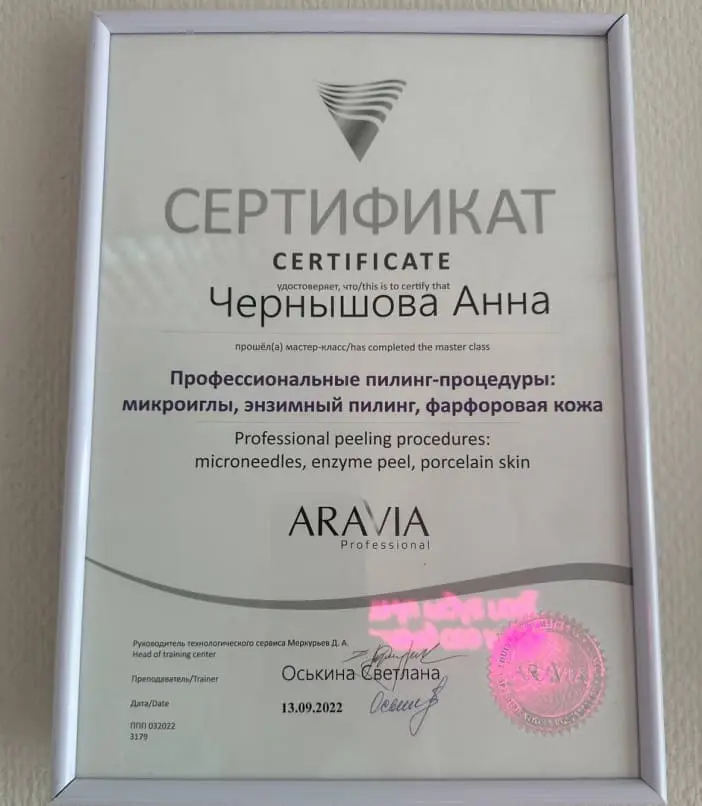 СЕРТИФИКАТ
CERTIFICATE
удостоверяет, что/this is to certify that
Чернышова Анна
прошёл(а) мастер-класс/has completed the master class
Профессиональные пилинг-процедуры:
микроиглы, энзимный пилинг, фарфоровая кожа
Professional peeling procedures:
microneedles, enzyme peel, porcelain skin
ARAVIA
Professional
Руководитель технологического сервиса Меркурьев Д. А.
Head of training center
Преподаватель/Trainer
Оськина Светлана
Дата/Date
13.09.2022
ППП 032022
3179
ARAVIA